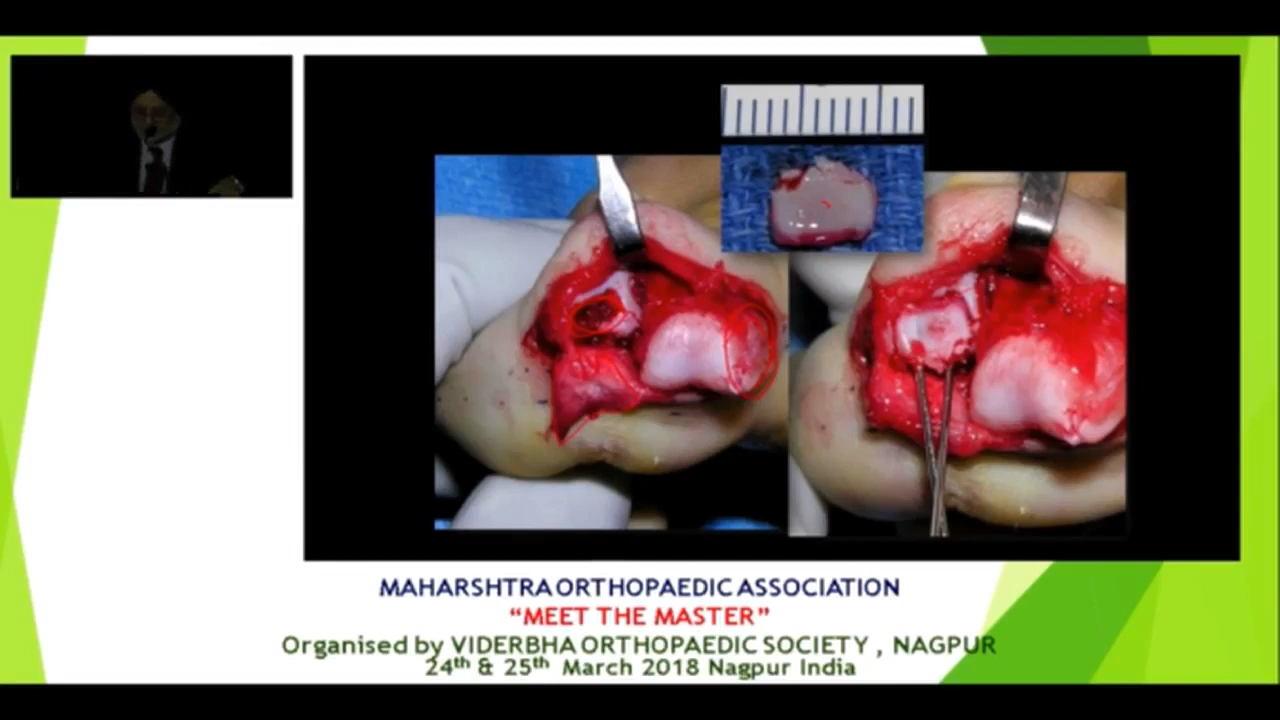 MAHARSHTRA ORTHOPAEDIC ASSOCIATION
“MEET THE MASTER”
Organised by VIDERBHA ORTHOPAEDIC SOCIETY , NAGPUR
24th & 25th March 2018 Nagpur India